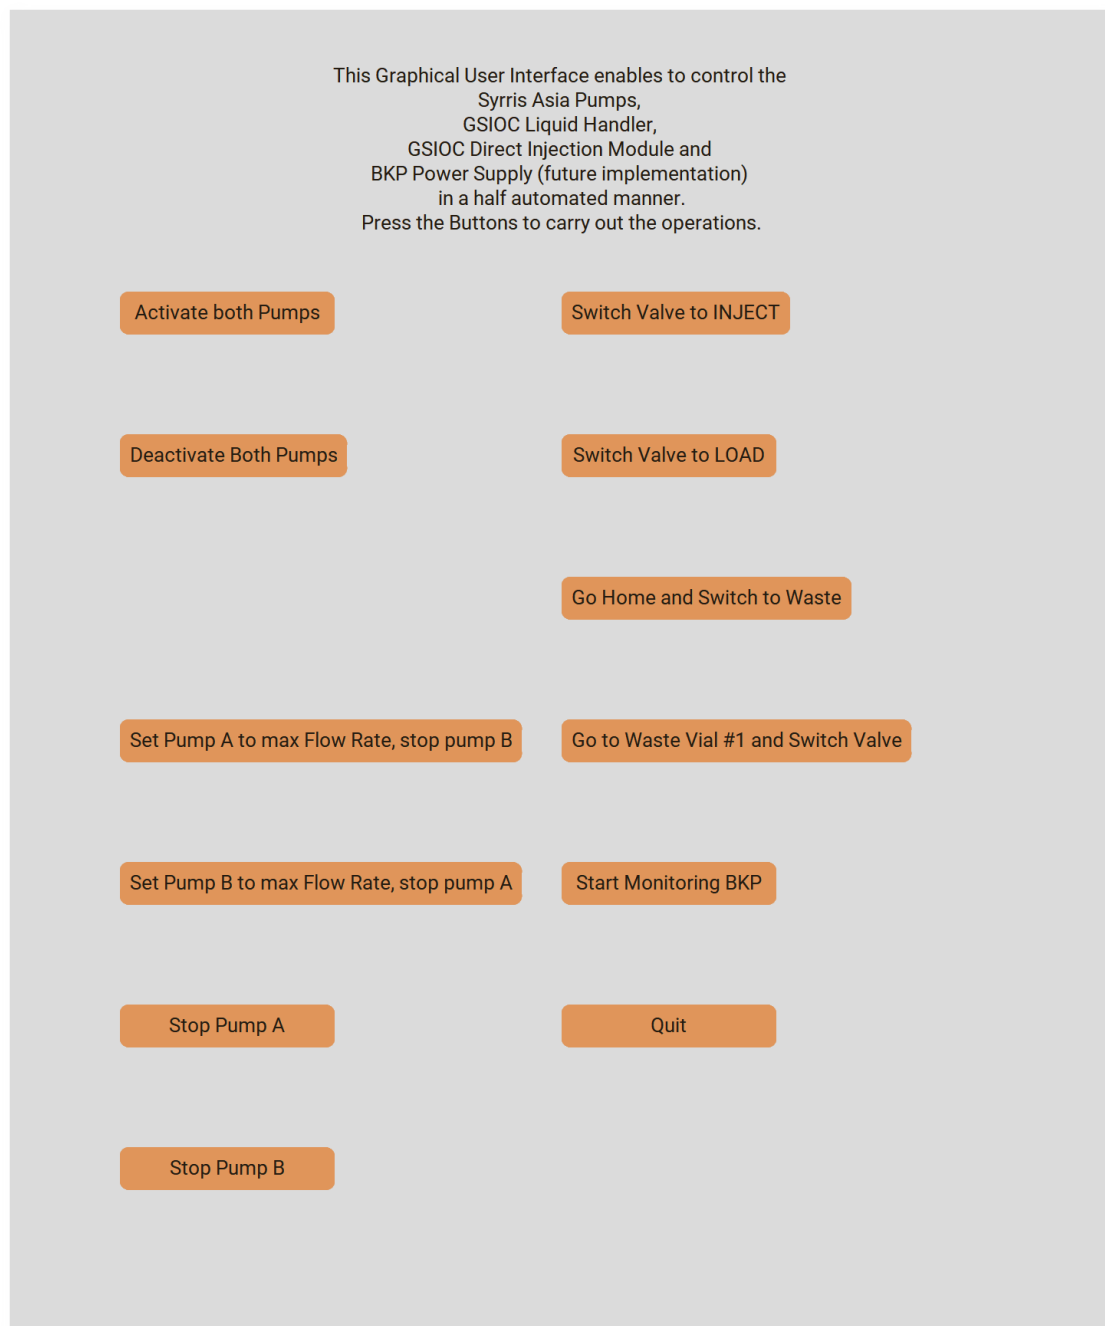 This Graphical User Interface enables to control the
Syrris Asia Pumps,
GSIOC Liquid Handler,
GSIOC Direct Injection Module and
BKP Power Supply (future implementation)
in a half automated manner.
Press the Buttons to carry out the operations.
Activate both Pumps
Switch Valve to INJECT
Deactivate Both Pumps
Switch Valve to LOAD
Go Home and Switch to Waste
Set Pump A to max Flow Rate, stop pump B
Go to Waste Vial #1 and Switch Valve
Set Pump B to max Flow Rate, stop pump A
Start Monitoring BKP
Stop Pump A
Quit
Stop Pump B